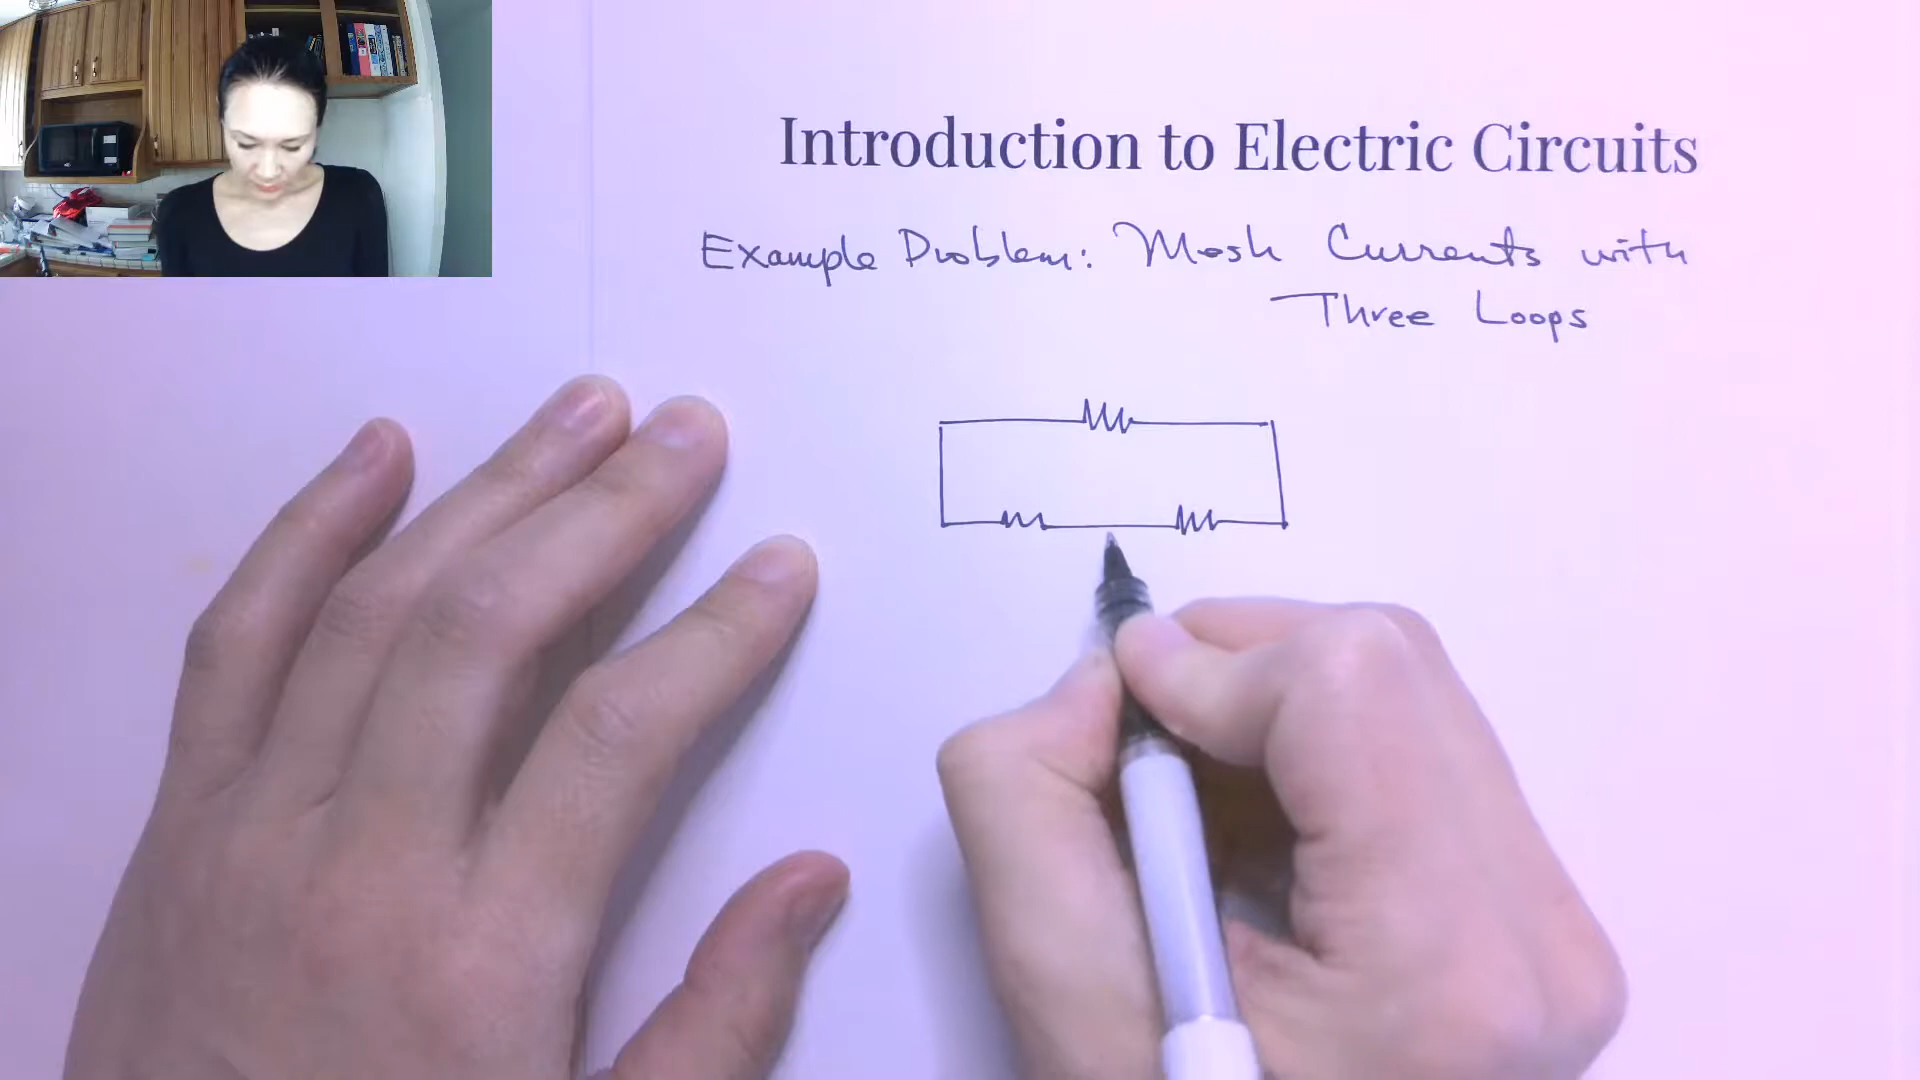 Introduction to Electric Circuits
Example Problem: Mesh Currents with
Three Loops